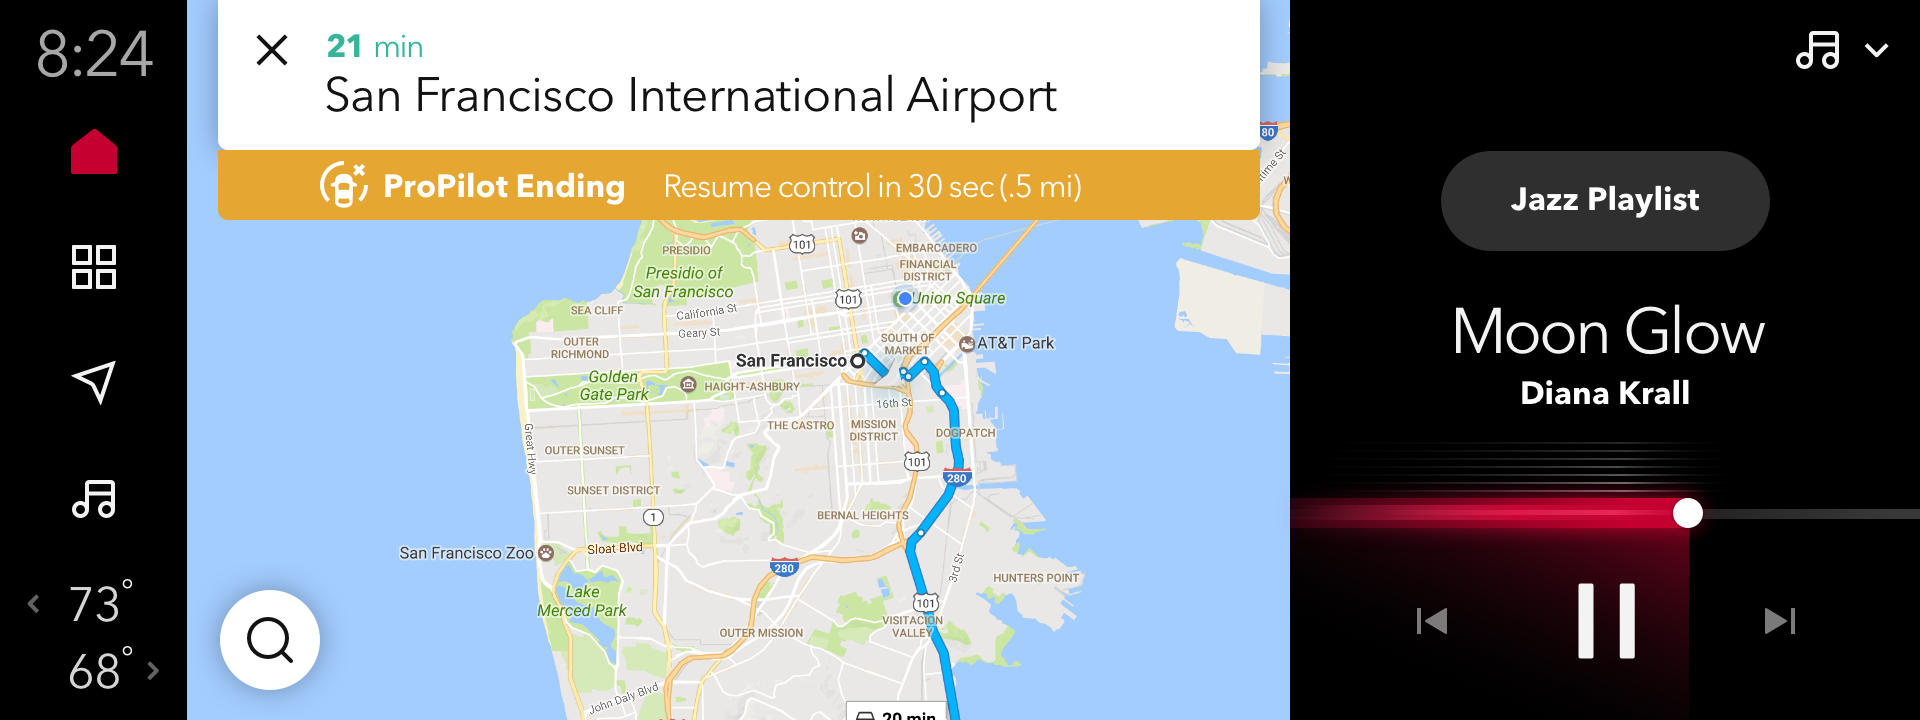 8:24
73°
68°
21 min
San Francisco International Airport
ProPilot Ending Resume control in 30 sec (.5 mi)
80
101
EMBARCADERO
PRESIDIO
FINANCIAL
DISTRICT
Presidio of
San Francisco
101
Union Square
SEA CLIFF
California St
Geary St
OUTER
RICHMOND
SOUTH OF
MARKET
AT&T Park
San Francisco
Golden
Gate Park
HAIGHT-ASHBURY
16th St
Great Hwy
THE CASTRO
MISSION
DISTRICT
DOGPATCH
OUTER SUNSET
101
280
SUNSET DISTRICT
1
BERNAL HEIGHTS
San Francisco Zoo
Sloat Blvd
280
3rd St
HUNTERS POINT
Lake
Merced Park
101
VISITACION
VALLEY
OUTER MISSION
John Daly Blvd
20 min
Jazz Playlist
Moon Glow
Diana Krall